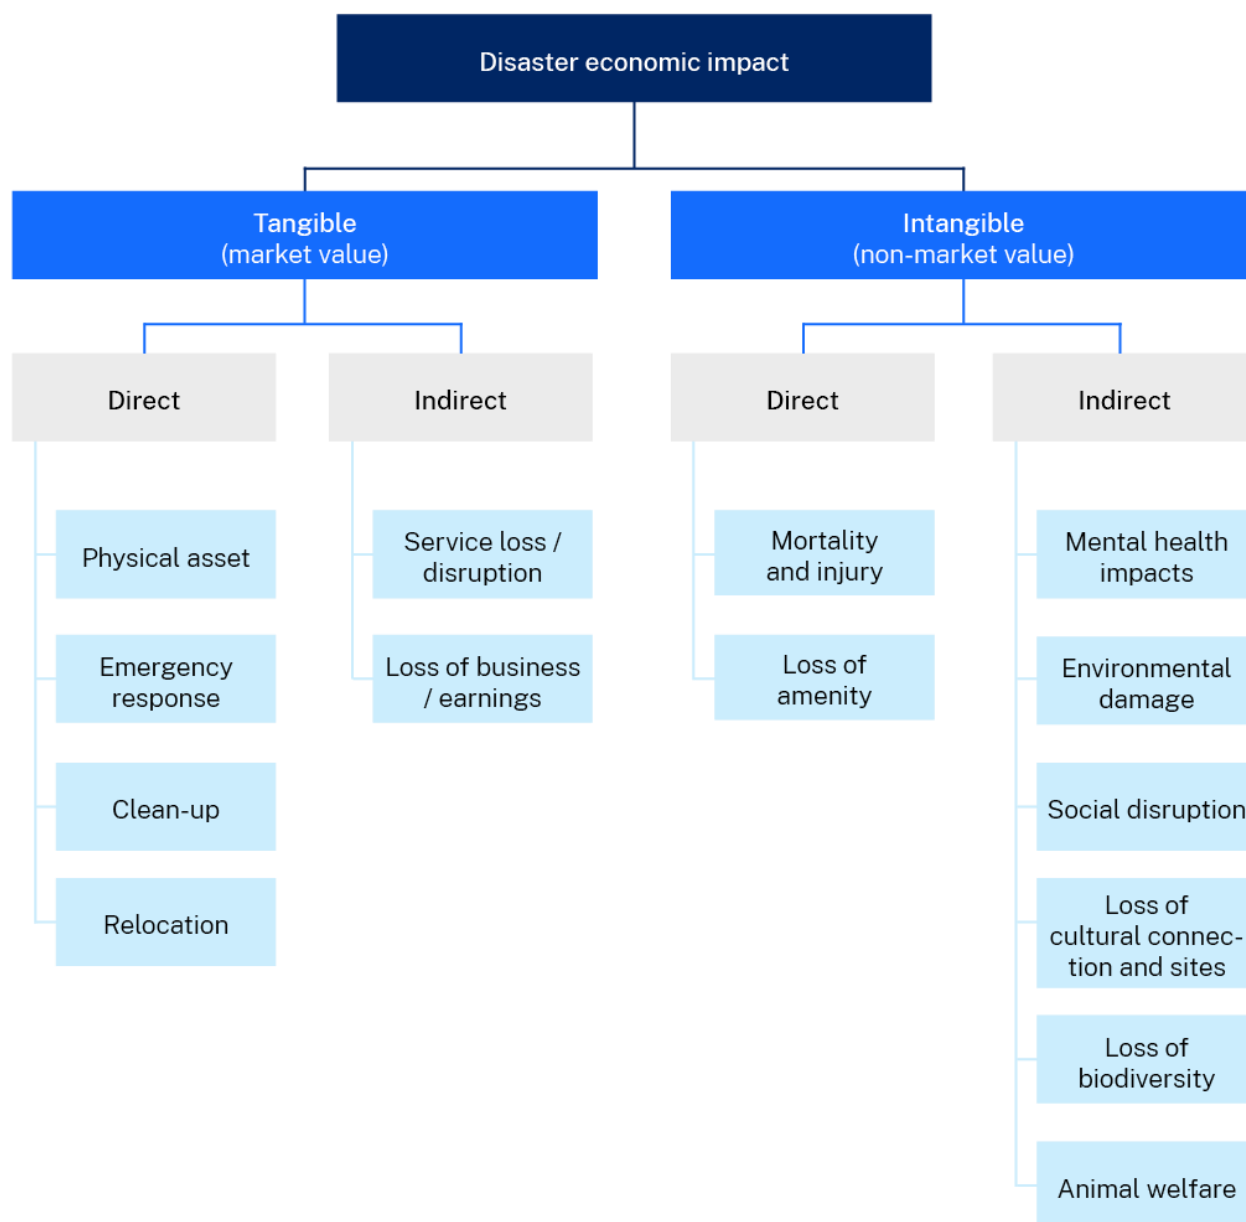 Disaster economic impact
Tangible
(market value)
Intangible
(non-market value)
Direct
Indirect
Direct
Indirect
Physical asset
Emergency
response
Clean-up
Relocation
Service loss /
disruption
Loss of business
/ earnings
Mortality
and injury
Loss of
amenity
Mental health
impacts
Environmental
damage
Social disruption
Loss of
cultural connec-
tion and sites
Loss of
biodiversity
Animal welfare